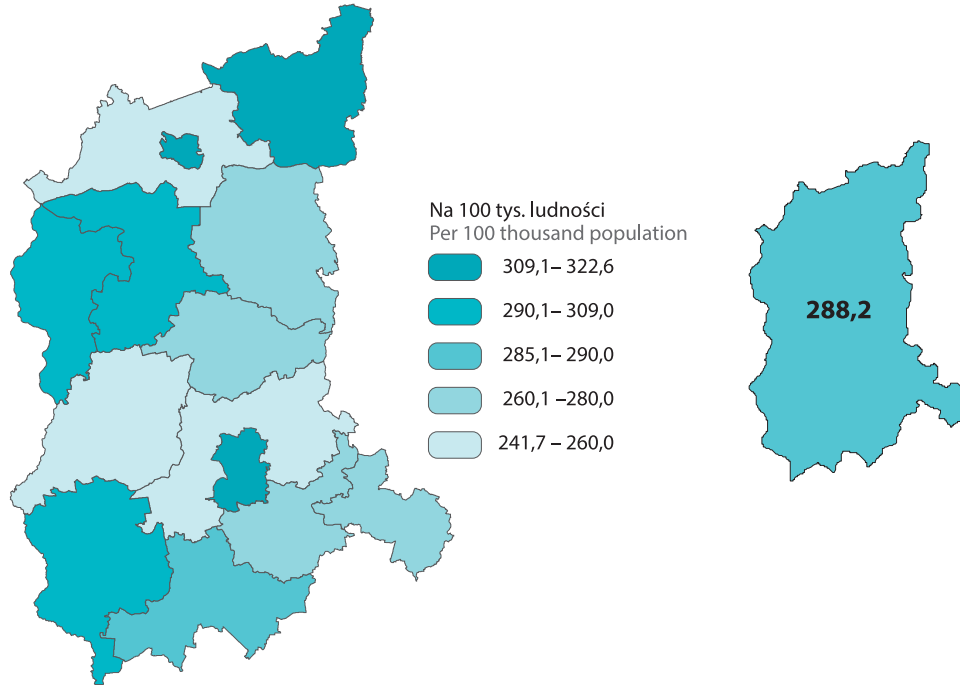 Na 100 tys. ludności
Per 100 thousand population
309,1– 322,6
290,1– 309,0
285,1– 290,0
260,1 –280,0
241,7 – 260,0
288,2